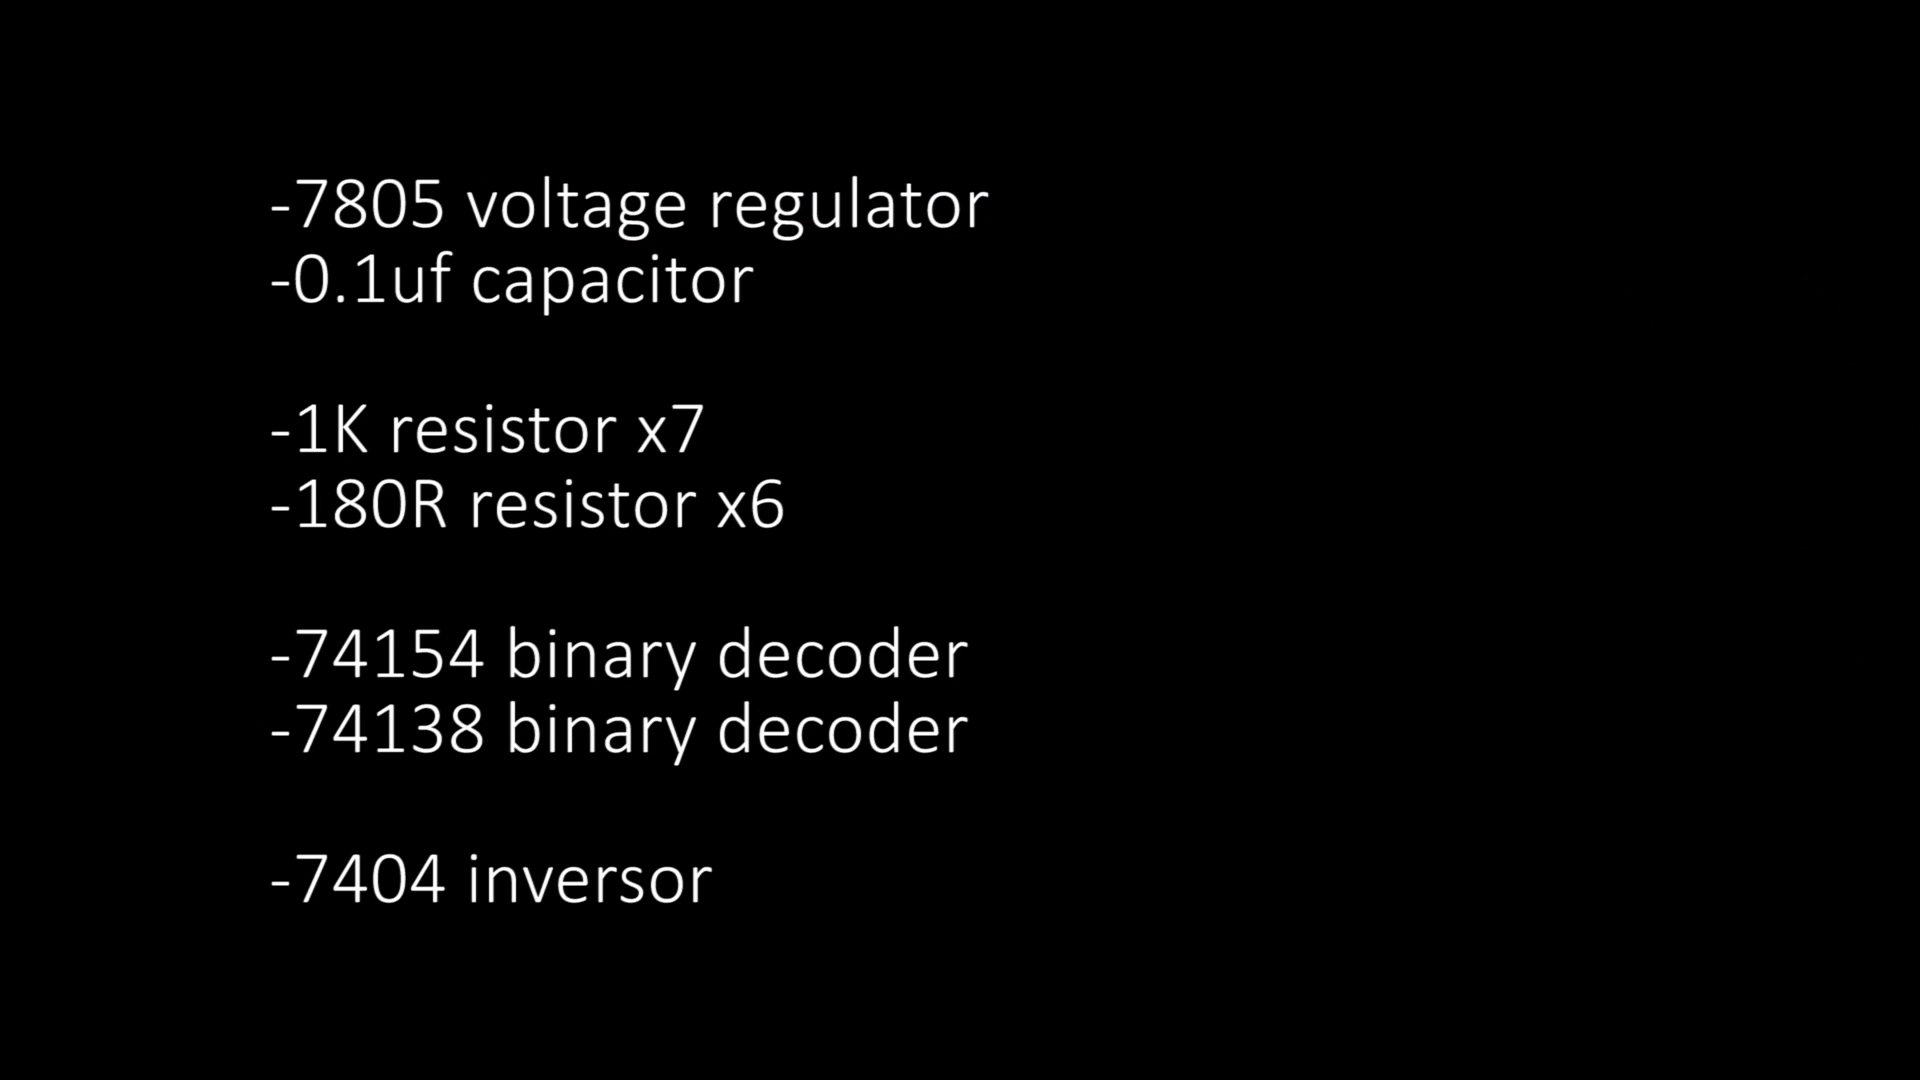 -7805 voltage regulator
-0.1uf capacitor
-1K resistor x7
-180R resistor x6
-74154 binary decoder
-74138 binary decoder
-7404 inversor